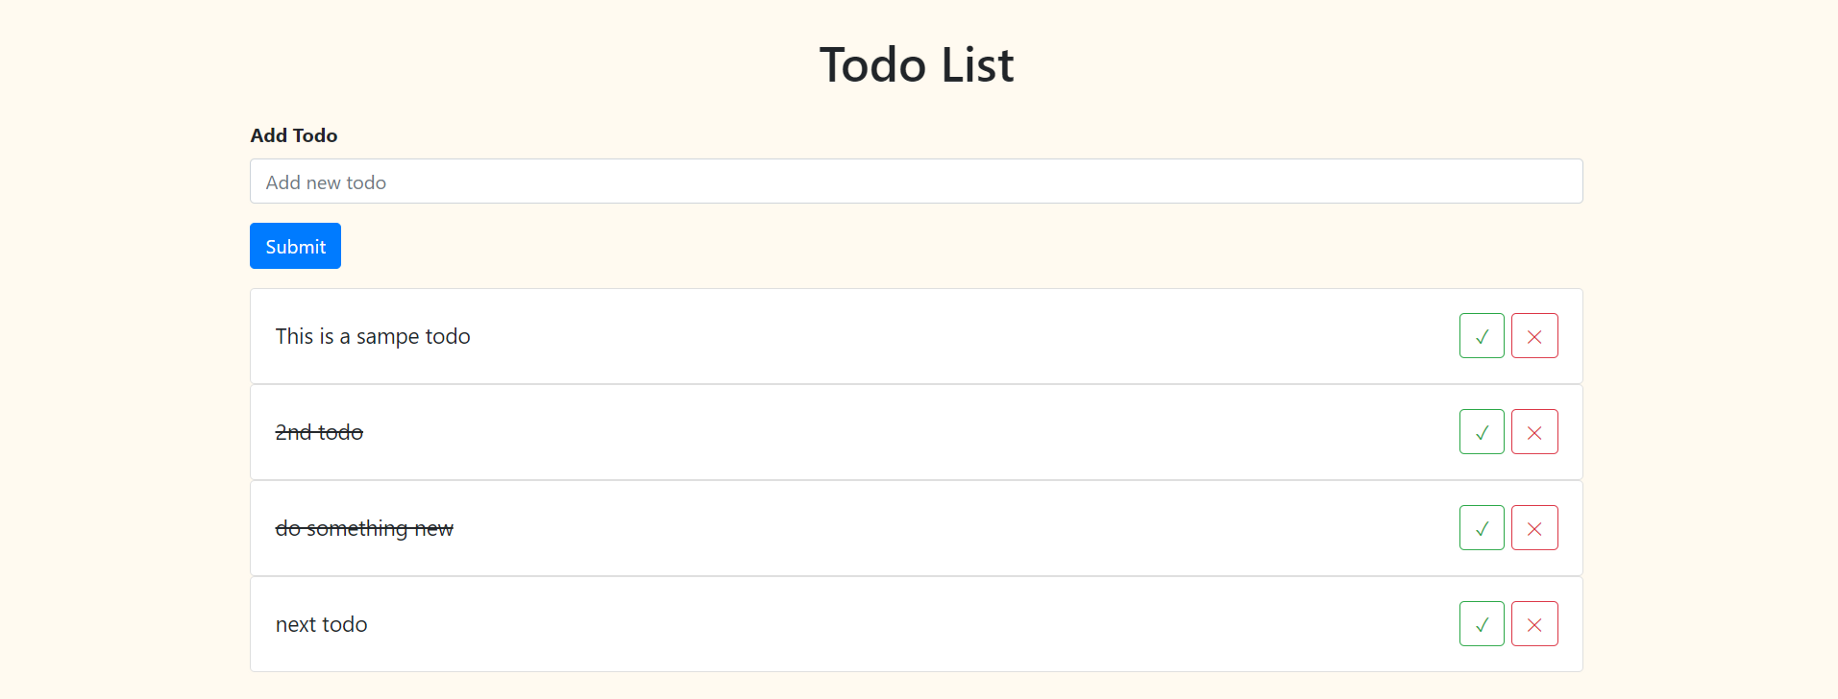 Todo List
Add Todo
Add new todo
Submit
This is a sampe todo
✓ ✕
2nd todo
✓ ✕
do something new
✓ ✕
next todo
✓ ✕